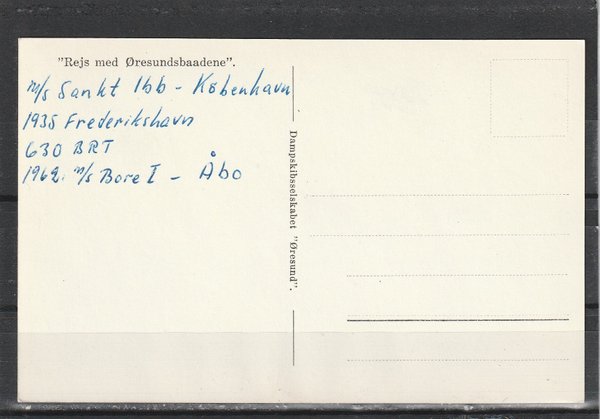 "Rejs med Øresundsbaadene".
m/s Sankt Ibb - København
1935 Frederikshavn
630 BRT
1962. m/s Bore I - Åbo
Dampskibsselskabet "Øresund".